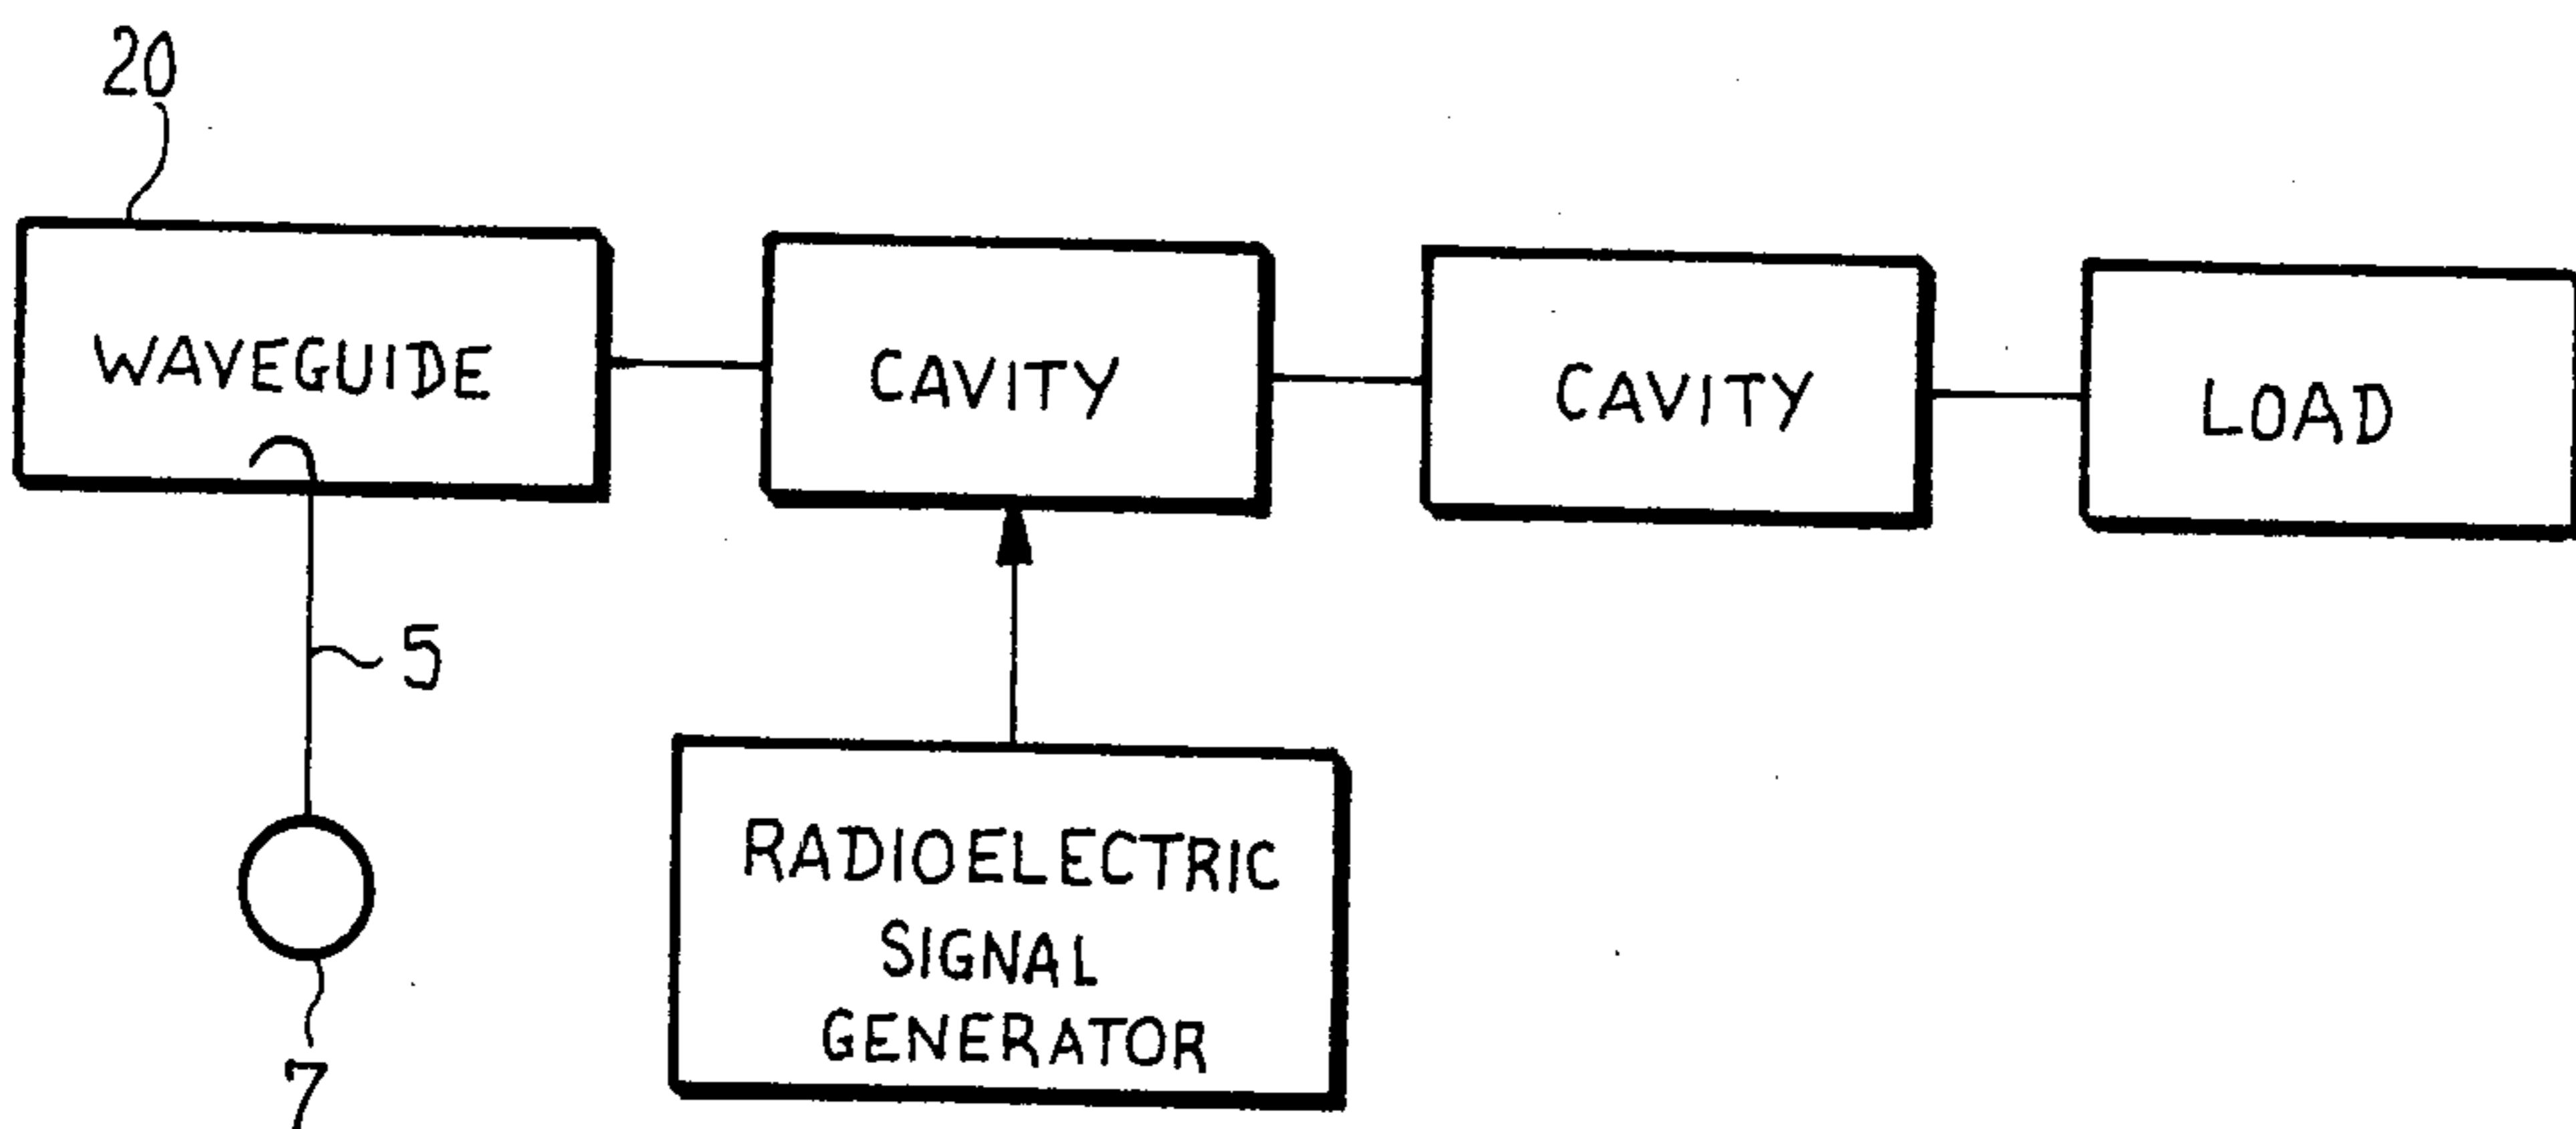 20
WAVEGUIDE
CAVITY
CAVITY
LOAD
5
RADIOELECTRIC
SIGNAL
GENERATOR
7